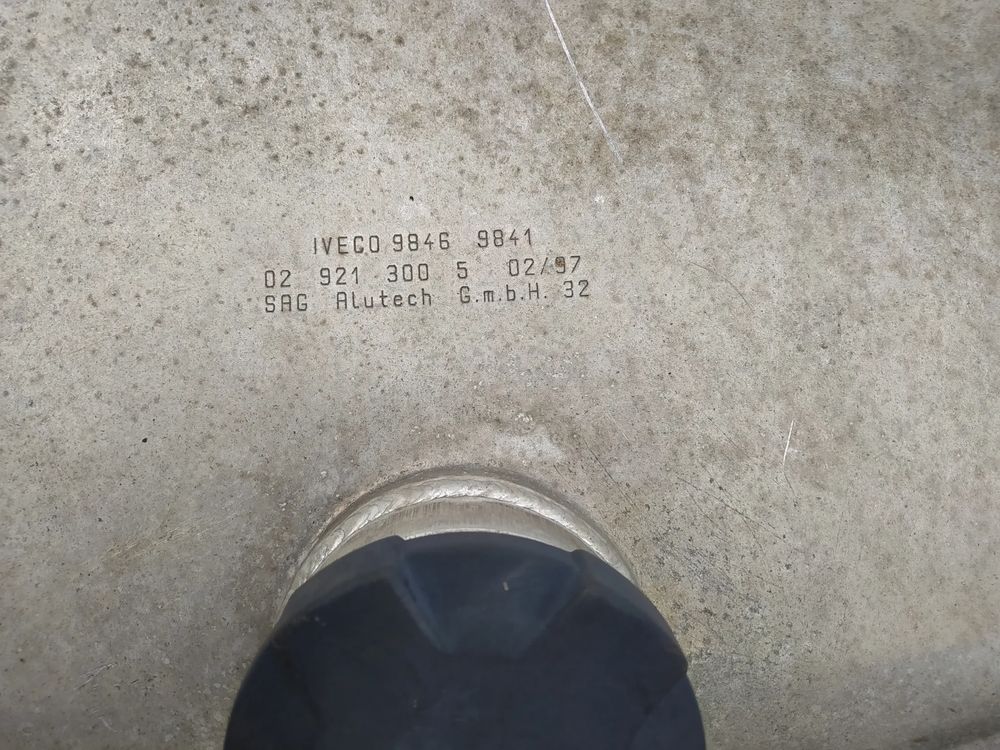 IVECO 9846 9841
02 921 300 5 02/97
SAG Alutech G.m.b.H. 32